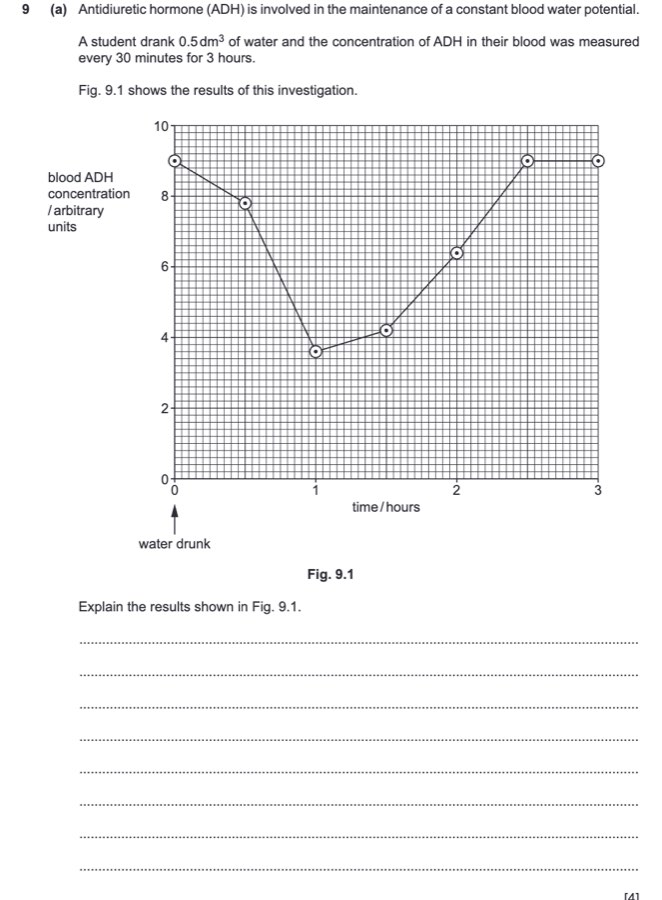 9 (a) Antidiuretic hormone (ADH) is involved in the maintenance of a constant blood water potential.
A student drank 0.5 dm³ of water and the concentration of ADH in their blood was measured
every 30 minutes for 3 hours.
Fig. 9.1 shows the results of this investigation.
10
blood ADH
concentration
/ arbitrary
units
8
6
4
2
0
0 1 2 3
time / hours
water drunk
Fig. 9.1
Explain the results shown in Fig. 9.1.
[4]